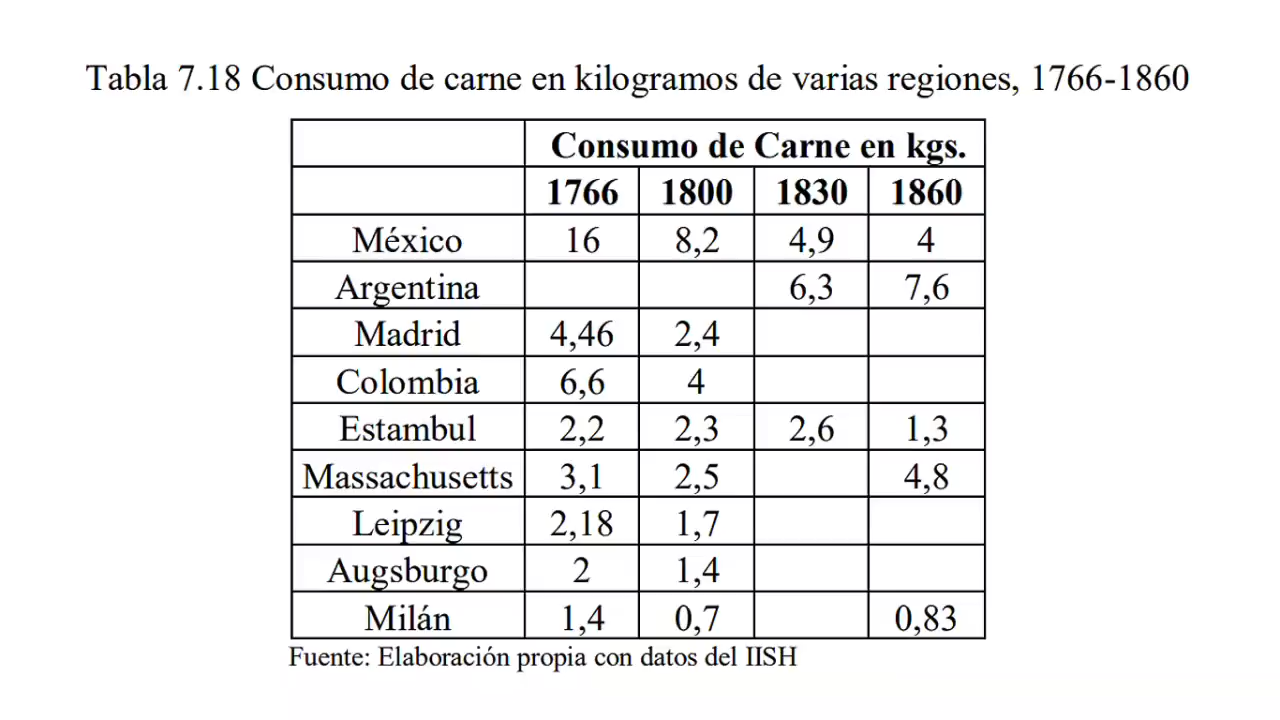 Tabla 7.18 Consumo de carne en kilogramos de varias regiones, 1766-1860
Consumo de Carne en kgs.
1766 1800 1830 1860
México 16 8,2 4,9 4
Argentina 6,3 7,6
Madrid 4,46 2,4
Colombia 6,6 4
Estambul 2,2 2,3 2,6 1,3
Massachusetts 3,1 2,5 4,8
Leipzig 2,18 1,7
Augsburgo 2 1,4
Milán 1,4 0,7 0,83
Fuente: Elaboración propia con datos del IISH